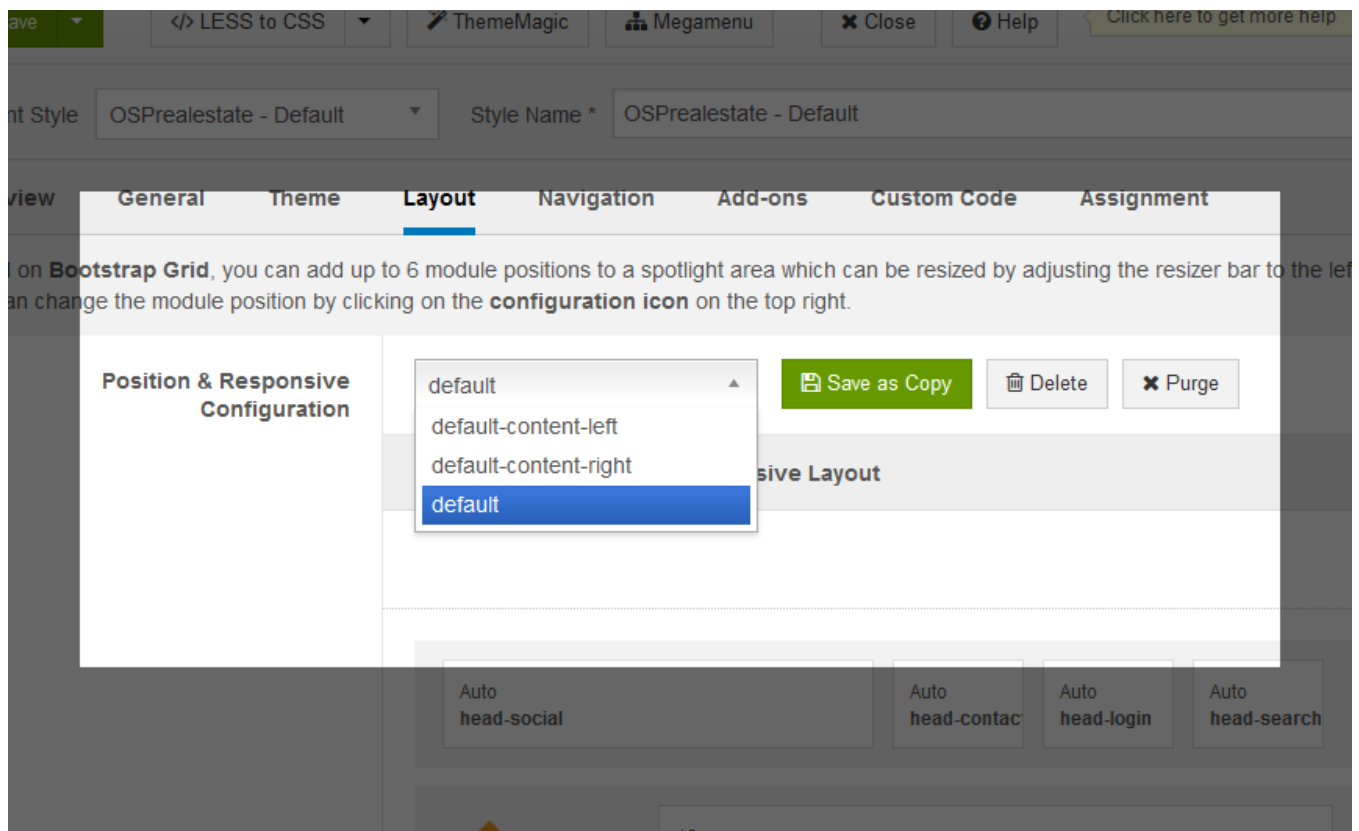 ave </> LESS to CSS ThemeMagic Megamenu Close Help Click here to get more help
nt Style OSPrealestate - Default Style Name * OSPrealestate - Default
view General Theme Layout Navigation Add-ons Custom Code Assignment
on Bootstrap Grid, you can add up to 6 module positions to a spotlight area which can be resized by adjusting the resizer bar to the lef
an change the module position by clicking on the configuration icon on the top right.
Position & Responsive
Configuration
default Save as Copy Delete Purge
default-content-left
default-content-right
default
sive Layout
Auto Auto Auto Auto
head-social head-contac head-login head-search